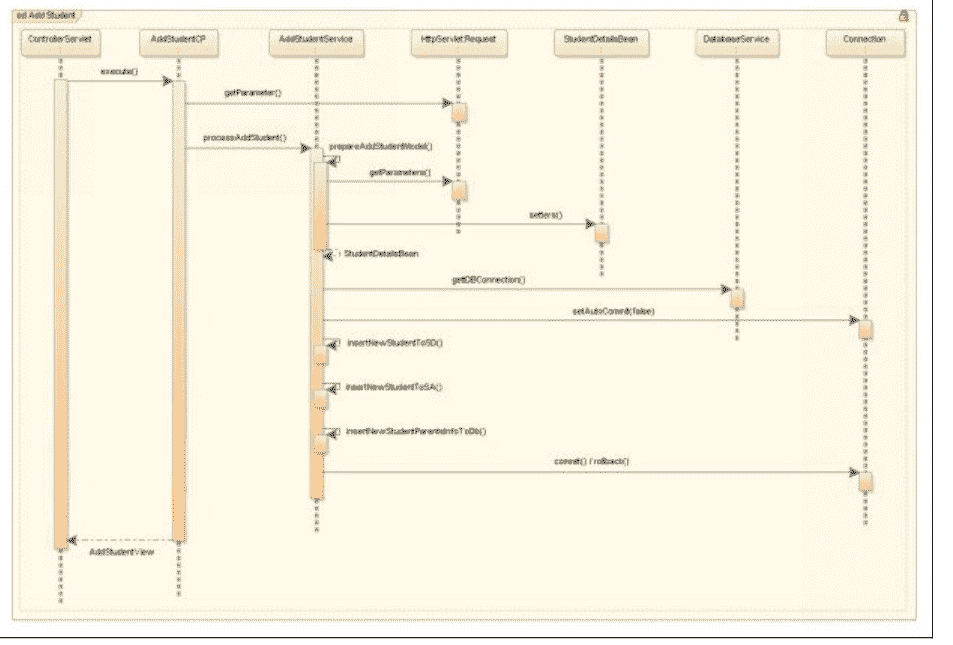 sd Add Student
ControllerServlet
AddStudentCP
AddStudentService
HttpServletRequest
StudentDetailsBean
DatabaseService
Connection
execute()
getParameter()
processAddStudent()
prepareAddStudentModel()
getParameters()
setters()
: StudentDetailsBean
getDBConnection()
setAutoCommit(false)
insertNewStudentToSD()
insertNewStudentToSA()
insertNewStudentParentsInfoToDb()
commit() / rollback()
AddStudentView